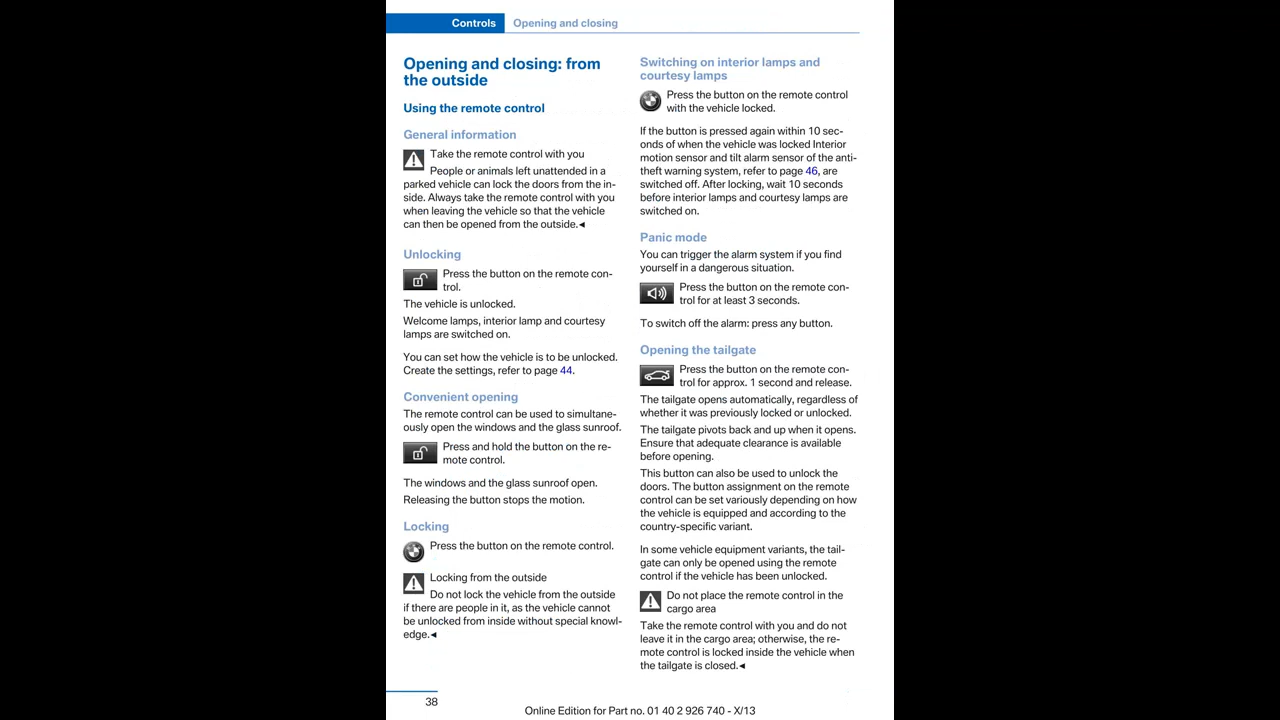 Controls Opening and closing
Opening and closing: from
the outside
Using the remote control
General information
Take the remote control with you
People or animals left unattended in a
parked vehicle can lock the doors from the in-
side. Always take the remote control with you
when leaving the vehicle so that the vehicle
can then be opened from the outside.◄
Unlocking
Press the button on the remote con-
trol.
The vehicle is unlocked.
Welcome lamps, interior lamp and courtesy
lamps are switched on.
You can set how the vehicle is to be unlocked.
Create the settings, refer to page 44.
Convenient opening
The remote control can be used to simultane-
ously open the windows and the glass sunroof.
Press and hold the button on the re-
mote control.
The windows and the glass sunroof open.
Releasing the button stops the motion.
Locking
Press the button on the remote control.
Locking from the outside
Do not lock the vehicle from the outside
if there are people in it, as the vehicle cannot
be unlocked from inside without special knowl-
edge.◄
Switching on interior lamps and
courtesy lamps
Press the button on the remote control
with the vehicle locked.
If the button is pressed again within 10 sec-
onds of when the vehicle was locked Interior
motion sensor and tilt alarm sensor of the anti-
theft warning system, refer to page 46, are
switched off. After locking, wait 10 seconds
before interior lamps and courtesy lamps are
switched on.
Panic mode
You can trigger the alarm system if you find
yourself in a dangerous situation.
Press the button on the remote con-
trol for at least 3 seconds.
To switch off the alarm: press any button.
Opening the tailgate
Press the button on the remote con-
trol for approx. 1 second and release.
The tailgate opens automatically, regardless of
whether it was previously locked or unlocked.
The tailgate pivots back and up when it opens.
Ensure that adequate clearance is available
before opening.
This button can also be used to unlock the
doors. The button assignment on the remote
control can be set variously depending on how
the vehicle is equipped and according to the
country-specific variant.
In some vehicle equipment variants, the tail-
gate can only be opened using the remote
control if the vehicle has been unlocked.
Do not place the remote control in the
cargo area
Take the remote control with you and do not
leave it in the cargo area; otherwise, the re-
mote control is locked inside the vehicle when
the tailgate is closed.◄
38
Online Edition for Part no. 01 40 2 926 740 - X/13